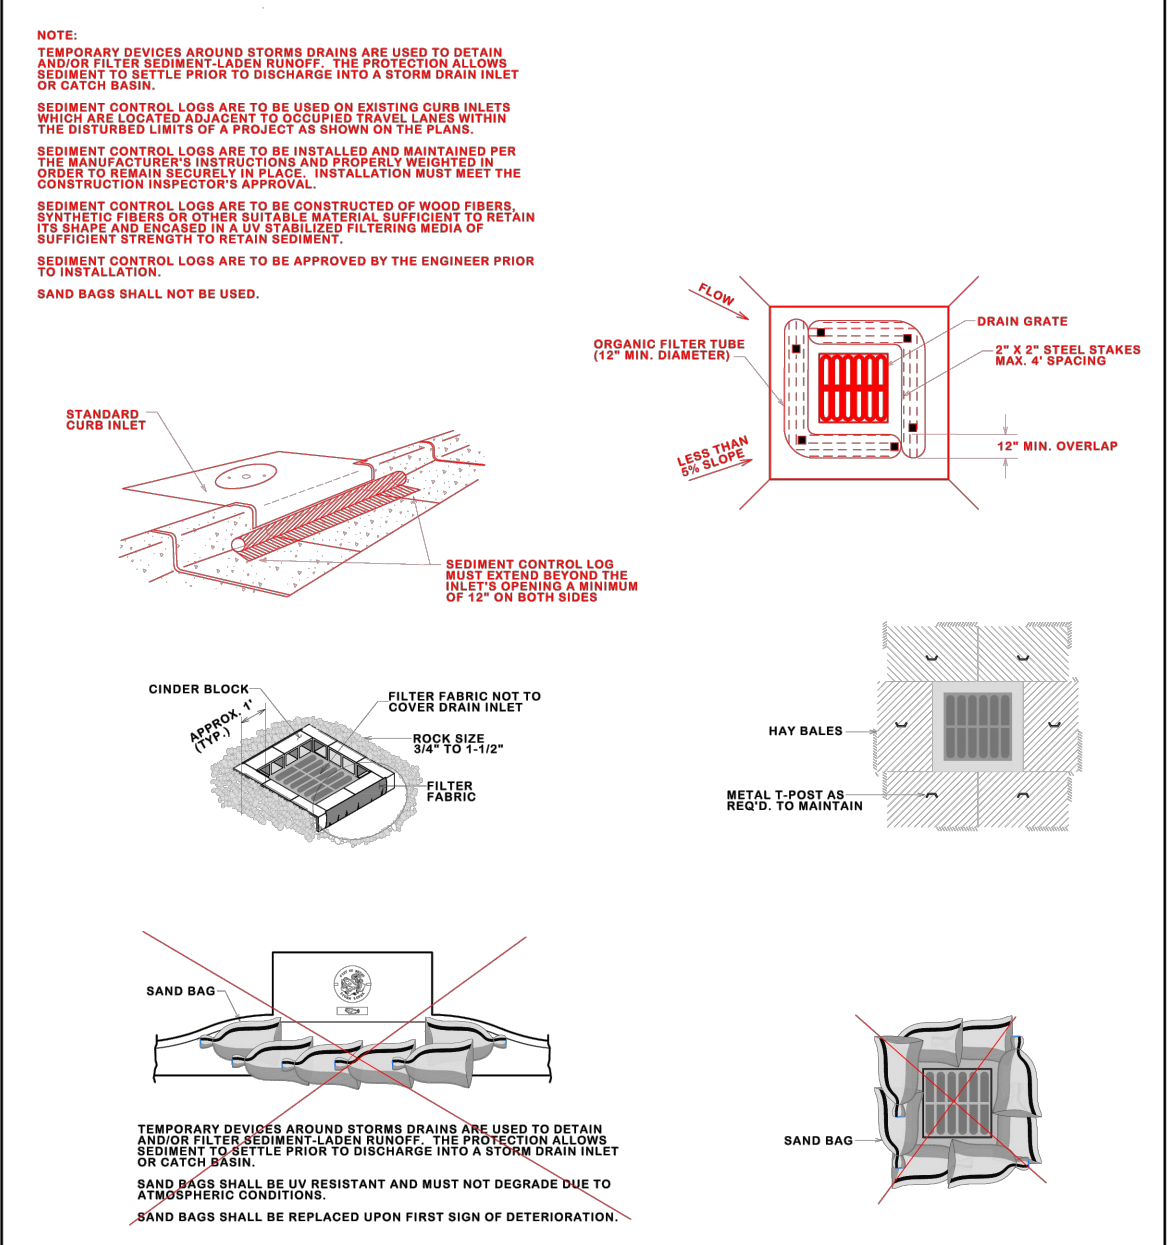 NOTE:
TEMPORARY DEVICES AROUND STORMS DRAINS ARE USED TO DETAIN
AND/OR FILTER SEDIMENT-LADEN RUNOFF. THE PROTECTION ALLOWS
SEDIMENT TO SETTLE PRIOR TO DISCHARGE INTO A STORM DRAIN INLET
OR CATCH BASIN.
SEDIMENT CONTROL LOGS ARE TO BE USED ON EXISTING CURB INLETS
WHICH ARE LOCATED ADJACENT TO OCCUPIED TRAVEL LANES WITHIN
THE DISTURBED LIMITS OF A PROJECT AS SHOWN ON THE PLANS.
SEDIMENT CONTROL LOGS ARE TO BE INSTALLED AND MAINTAINED PER
THE MANUFACTURER'S INSTRUCTIONS AND PROPERLY WEIGHTED IN
ORDER TO REMAIN SECURELY IN PLACE. INSTALLATION MUST MEET THE
CONSTRUCTION INSPECTOR'S APPROVAL.
SEDIMENT CONTROL LOGS ARE TO BE CONSTRUCTED OF WOOD FIBERS,
SYNTHETIC FIBERS OR OTHER SUITABLE MATERIAL SUFFICIENT TO RETAIN
ITS SHAPE AND ENCASED IN A UV STABILIZED FILTERING MEDIA OF
SUFFICIENT STRENGTH TO RETAIN SEDIMENT.
SEDIMENT CONTROL LOGS ARE TO BE APPROVED BY THE ENGINEER PRIOR
TO INSTALLATION.
SAND BAGS SHALL NOT BE USED.
FLOW
DRAIN GRATE
ORGANIC FILTER TUBE
(12" MIN. DIAMETER)
2" X 2" STEEL STAKES
MAX. 4' SPACING
LESS THAN
5% SLOPE
12" MIN. OVERLAP
STANDARD
CURB INLET
SEDIMENT CONTROL LOG
MUST EXTEND BEYOND THE
INLET'S OPENING A MINIMUM
OF 12" ON BOTH SIDES
CINDER BLOCK
APPROX. 1'
(TYP.)
FILTER FABRIC NOT TO
COVER DRAIN INLET
ROCK SIZE
3/4" TO 1-1/2"
FILTER
FABRIC
HAY BALES
METAL T-POST AS
REQ'D. TO MAINTAIN
SAND BAG
TEMPORARY DEVICES AROUND STORMS DRAINS ARE USED TO DETAIN
AND/OR FILTER SEDIMENT-LADEN RUNOFF. THE PROTECTION ALLOWS
SEDIMENT TO SETTLE PRIOR TO DISCHARGE INTO A STORM DRAIN INLET
OR CATCH BASIN.
SAND BAGS SHALL BE UV RESISTANT AND MUST NOT DEGRADE DUE TO
ATMOSPHERIC CONDITIONS.
SAND BAGS SHALL BE REPLACED UPON FIRST SIGN OF DETERIORATION.
SAND BAG